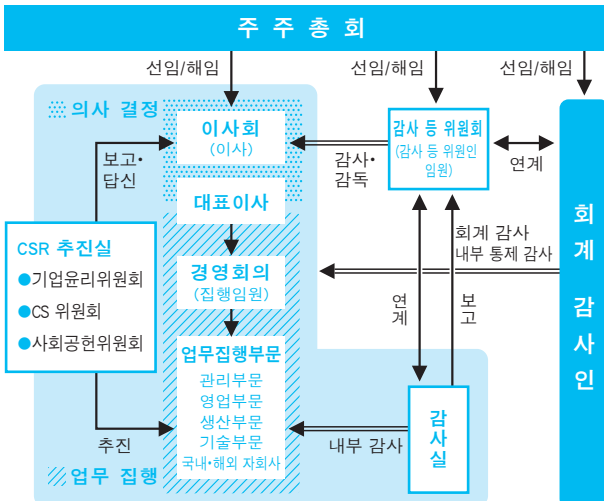 주주총회
선임/해임
선임/해임
선임/해임
의사 결정
이사회
(이사)
감사 등 위원회
(감사 등 위원인
임원)
보고·
답신
감사·
감독
연계
대표이사
CSR 추진실
●기업윤리위원회
●CS 위원회
●사회공헌위원회
경영회의
(집행임원)
회계 감사
내부 통제 감사
연계
보고
회계 감사인
업무집행부문
관리부문
영업부문
생산부문
기술부문
국내·해외 자회사
추진
내부 감사
감사실
업무 집행